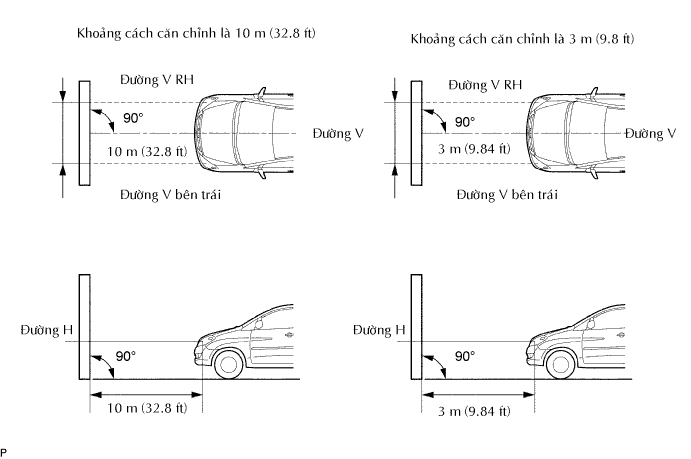 Khoảng cách căn chỉnh là 10 m (32.8 ft)
Khoảng cách căn chỉnh là 3 m (9.8 ft)
Đường V RH
90°
Đường V
10 m (32.8 ft)
Đường V bên trái
Đường V RH
90°
Đường V
3 m (9.84 ft)
Đường V bên trái
Đường H
90°
10 m (32.8 ft)
Đường H
90°
3 m (9.84 ft)
P